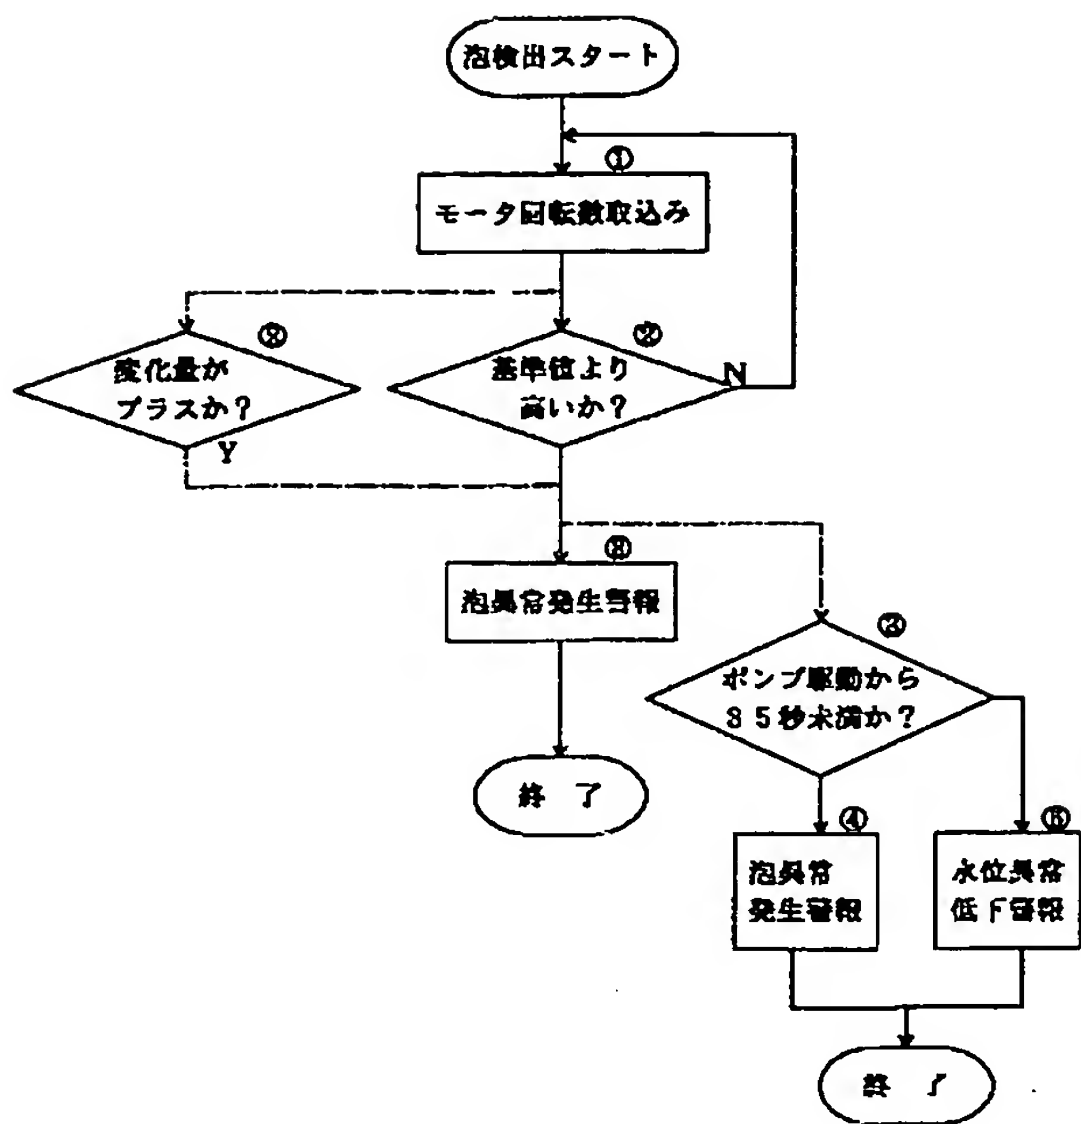 泡検出スタート
①
モータ回転数取込み
②
基準値より
高いか?
N
変化量が
プラスか?
Y
泡異常発生警報
終 了
③
ポンプ駆動から
35秒未満か?
④
泡異常
発生警報
水位異常
低下警報
終 了